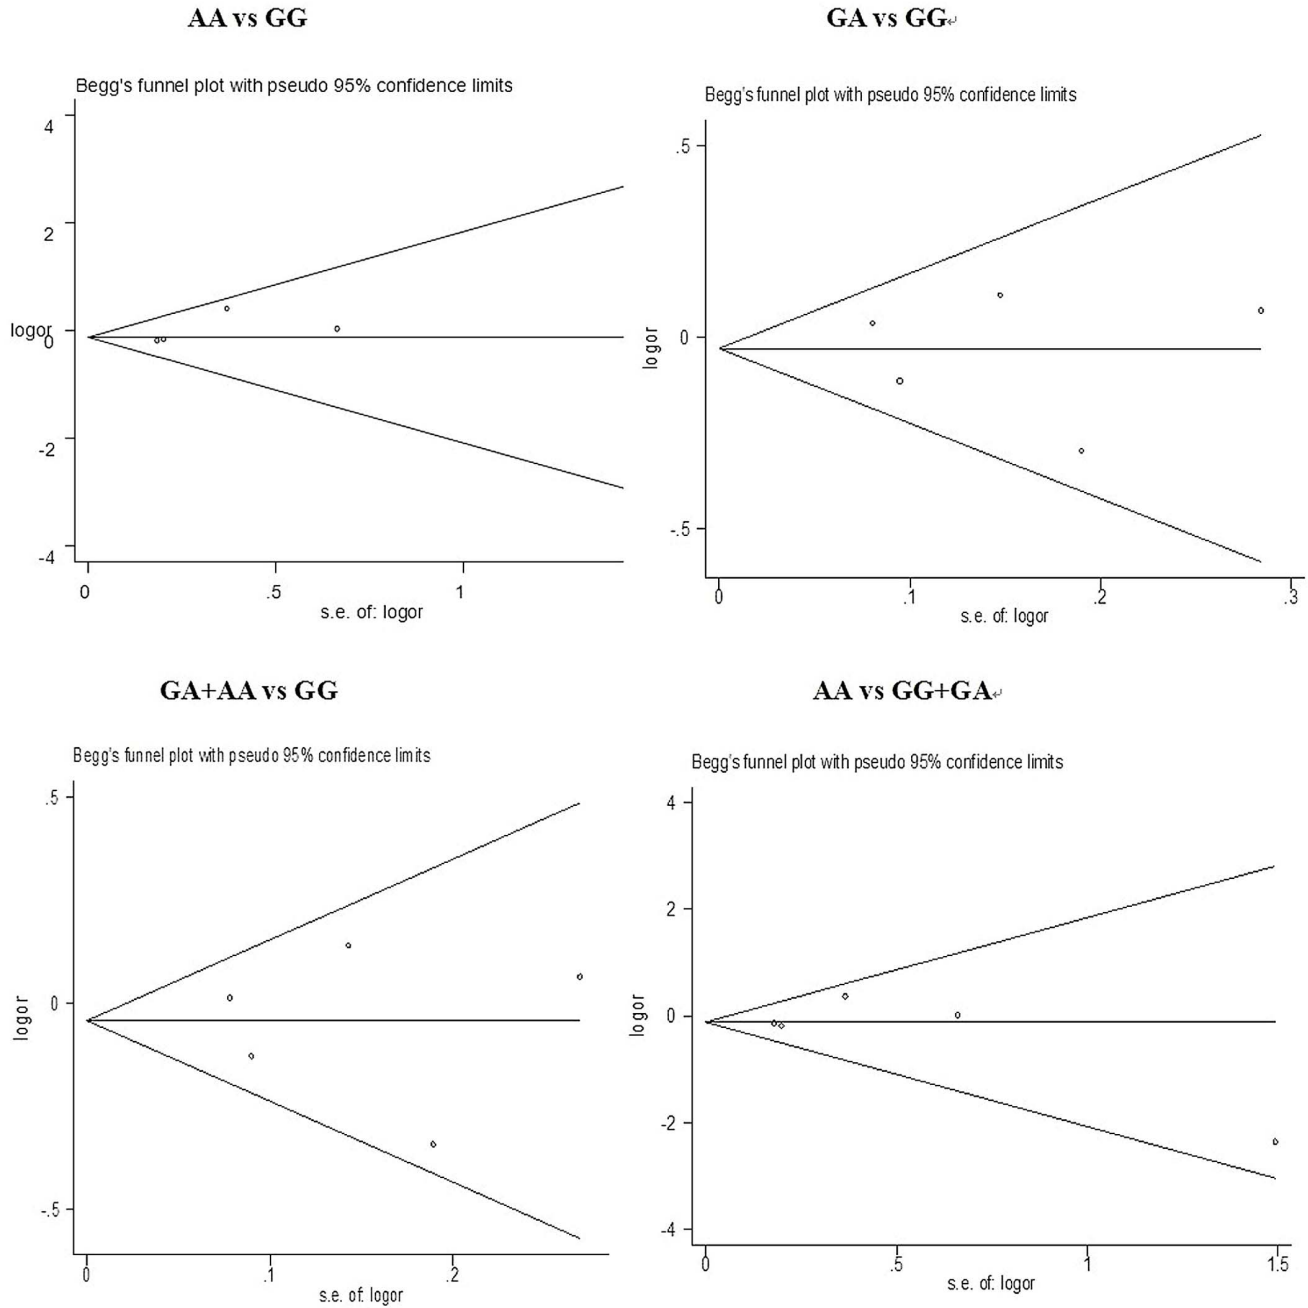 AA vs GG
Begg's funnel plot with pseudo 95% confidence limits
4
2
logor
0
-2
-4
0 .5 1
s.e. of: logor
GA vs GG↵
Begg's funnel plot with pseudo 95% confidence limits
.5
0
-.5
logor
0 .1 .2 .3
s.e. of: logor
GA+AA vs GG
Begg's funnel plot with pseudo 95% confidence limits
.5
0
-.5
logor
0 .1 .2
s.e. of: logor
AA vs GG+GA↵
Begg's funnel plot with pseudo 95% confidence limits
4
2
0
-2
-4
logor
0 .5 1 1.5
s.e. of: logor